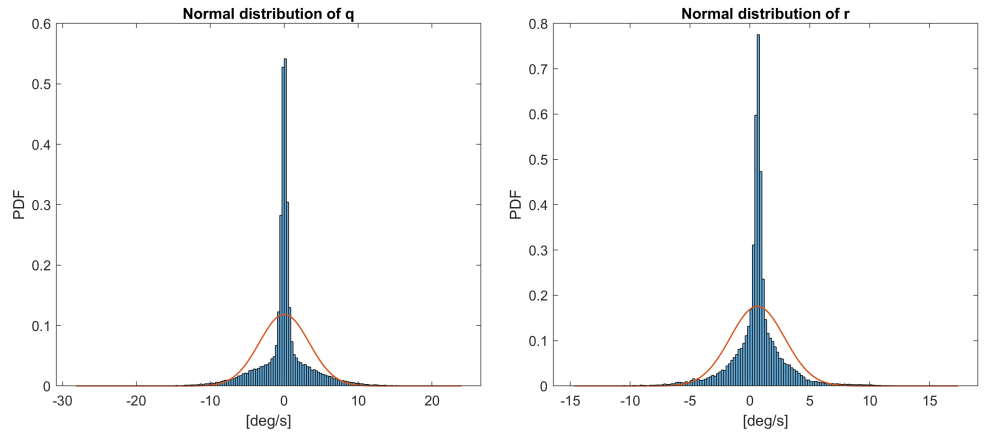 Normal distribution of q
0.6
0.5
0.4
0.3
0.2
0.1
0
PDF
-30 -20 -10 0 10 20
[deg/s]
Normal distribution of r
0.8
0.7
0.6
0.5
0.4
0.3
0.2
0.1
0
PDF
-15 -10 -5 0 5 10 15
[deg/s]